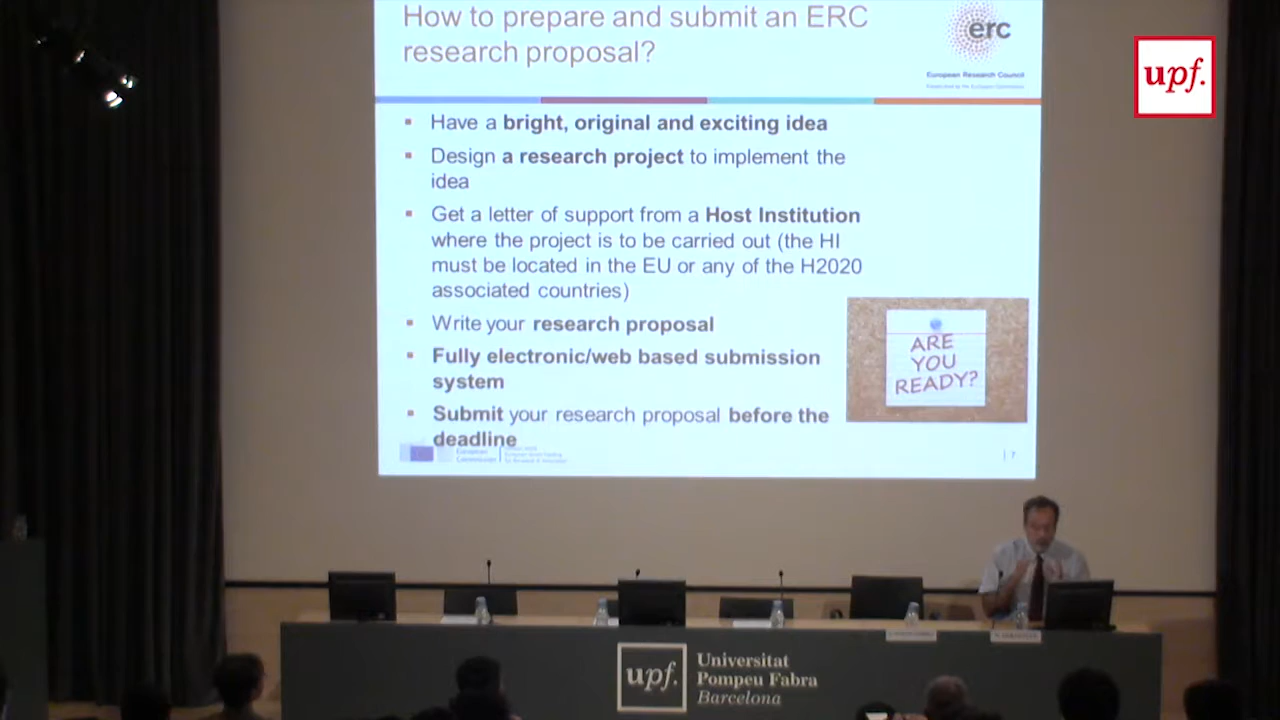 How to prepare and submit an ERC
research proposal?
erc
European Research Council
upf.
▪ Have a bright, original and exciting idea
▪ Design a research project to implement the
idea
▪ Get a letter of support from a Host Institution
where the project is to be carried out (the HI
must be located in the EU or any of the H2020
associated countries)
▪ Write your research proposal
▪ Fully electronic/web based submission
system
▪ Submit your research proposal before the
deadline
ARE
YOU
READY?
European
Commission
| 7
upf.
Universitat
Pompeu Fabra
Barcelona